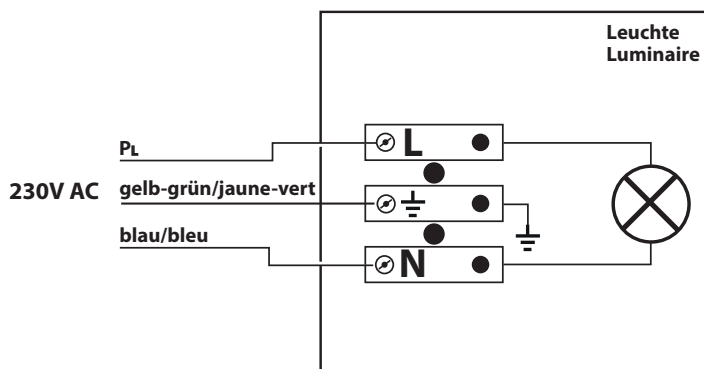 Leuchte
Luminaire
PL
L
230V AC
gelb-grün/jaune-vert
blau/bleu
N